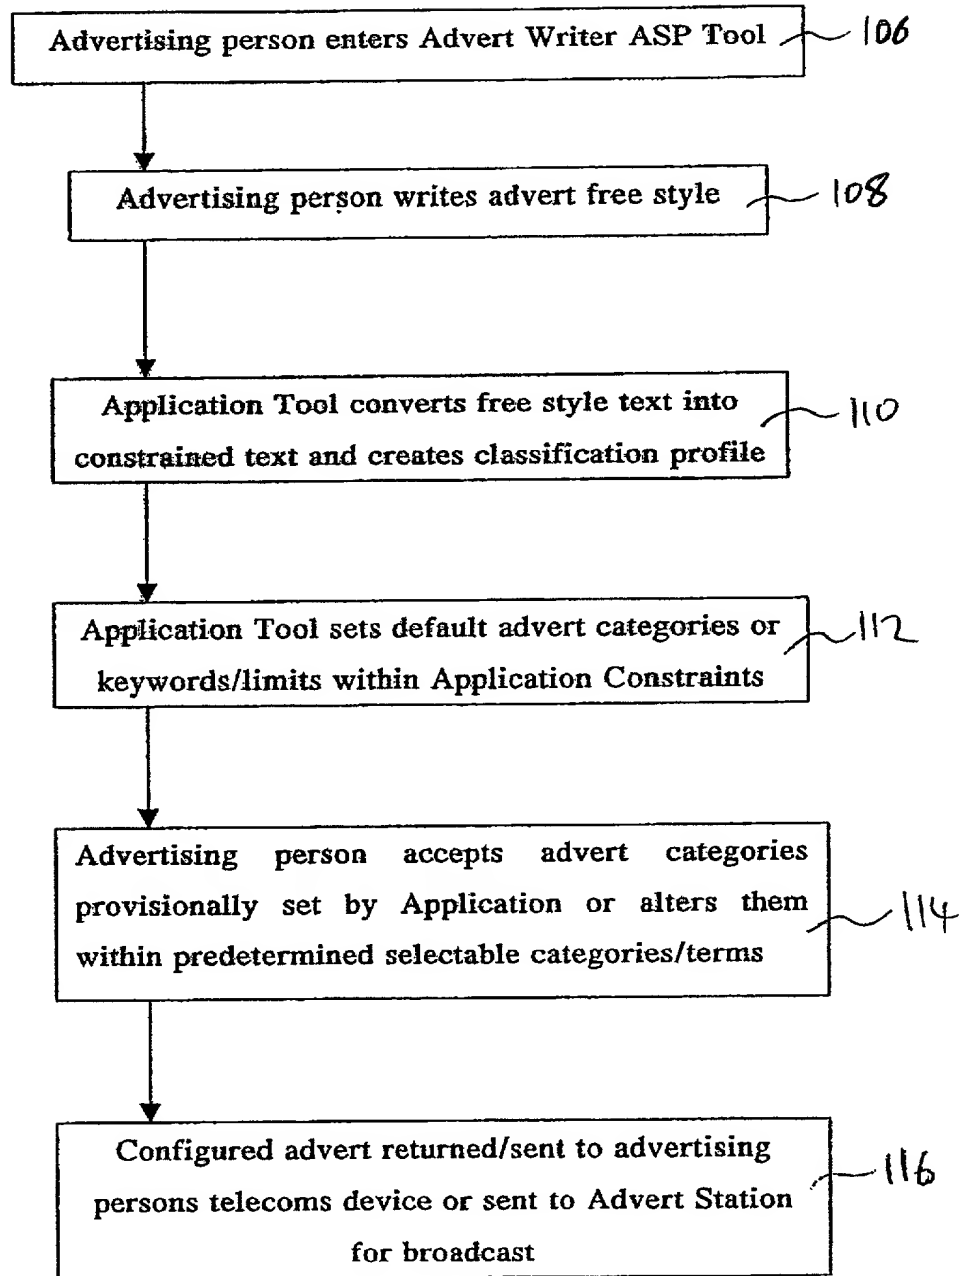 Advertising person enters Advert Writer ASP Tool 106
Advertising person writes advert free style 108
Application Tool converts free style text into
constrained text and creates classification profile
110
Application Tool sets default advert categories or
keywords/limits within Application Constraints
112
Advertising person accepts advert categories
provisionally set by Application or alters them
within predetermined selectable categories/terms
114
Configured advert returned/sent to advertising
persons telecoms device or sent to Advert Station
for broadcast
116